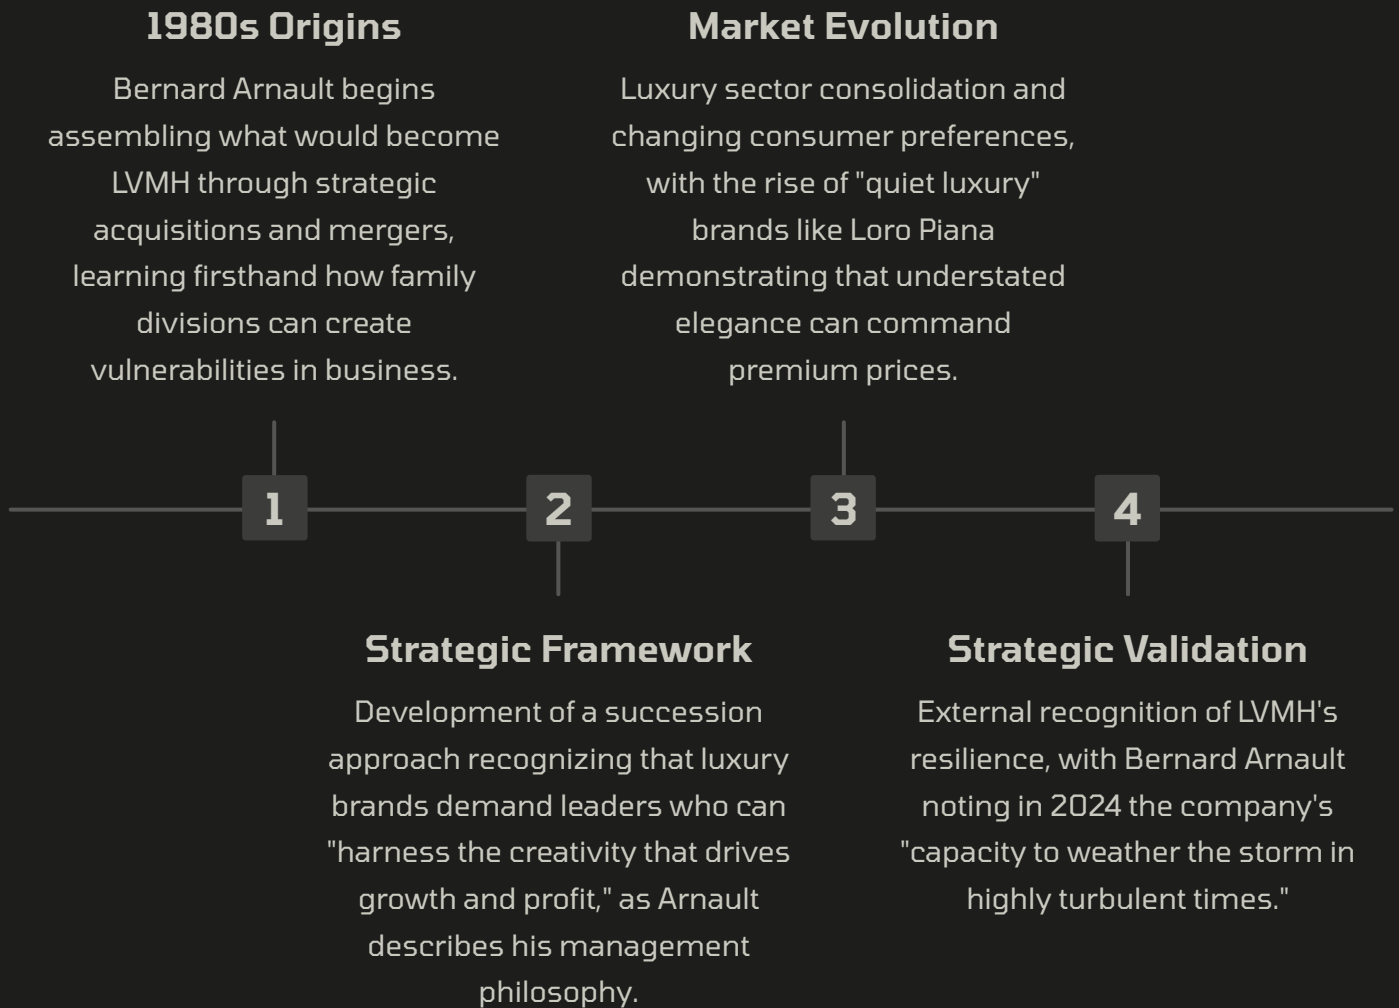 1980s Origins
Bernard Arnault begins
assembling what would become
LVMH through strategic
acquisitions and mergers,
learning firsthand how family
divisions can create
vulnerabilities in business.
Market Evolution
Luxury sector consolidation and
changing consumer preferences,
with the rise of "quiet luxury"
brands like Loro Piana
demonstrating that understated
elegance can command
premium prices.
1
2
3
4
Strategic Framework
Development of a succession
approach recognizing that luxury
brands demand leaders who can
"harness the creativity that drives
growth and profit," as Arnault
describes his management
philosophy.
Strategic Validation
External recognition of LVMH's
resilience, with Bernard Arnault
noting in 2024 the company's
"capacity to weather the storm in
highly turbulent times."